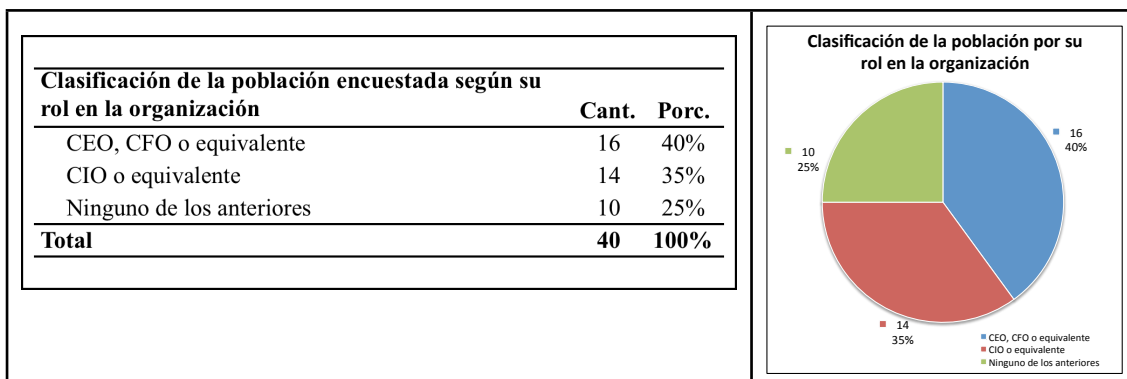 Clasificación de la población encuestada según su
rol en la organización Cant. Porc.
CEO, CFO o equivalente 16 40%
CIO o equivalente 14 35%
Ninguno de los anteriores 10 25%
Total 40 100%
Clasificación de la población por su
rol en la organización
16
40%
10
25%
14
35%
CEO, CFO o equivalente
CIO o equivalente
Ninguno de los anteriores